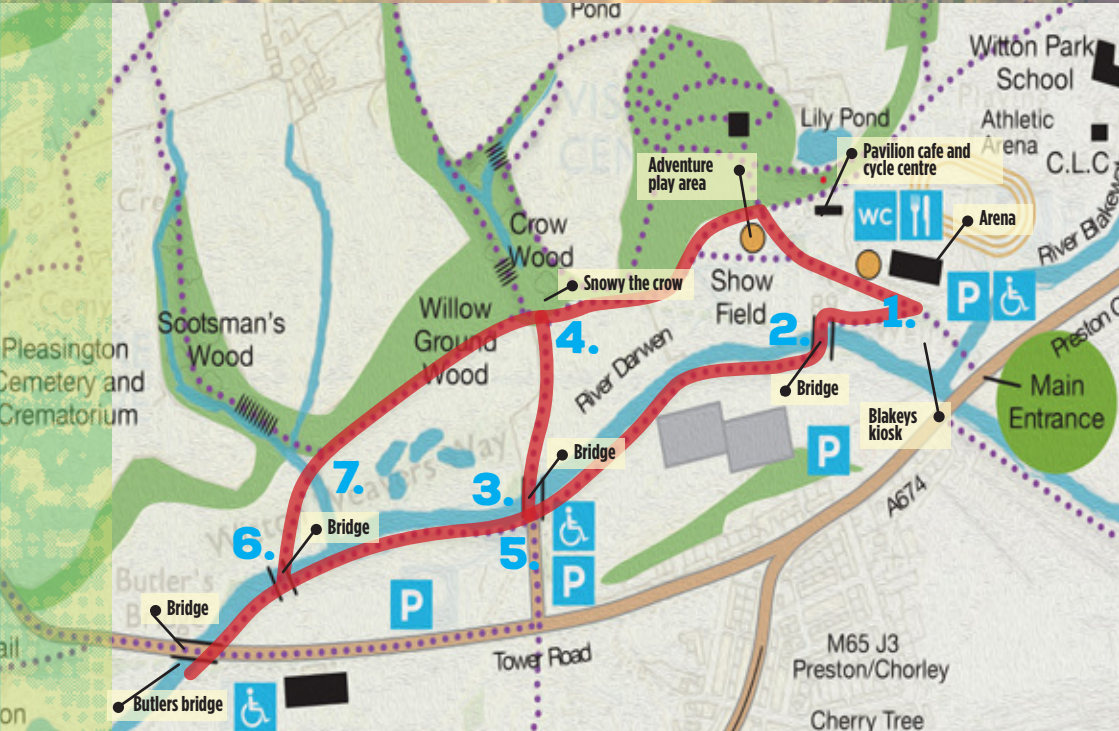 Pond
Witton Park
School
Lily Pond
Athletic
Arena
C.L.C.
Pavilion cafe and
cycle centre
Adventure
play area
WC
Arena
River Blakewater
Crow
Wood
Snowy the crow
Show
Field
P
Willow
Ground
Wood
Scotsman's
Wood
Pleasington
Cemetery and
Crematorium
1.
2.
4.
River Darwen
Bridge
Blakeys
kiosk
Main
Entrance
P
Bridge
3.
7.
A674
5.
6.
Bridge
P
P
Butler's
Bridge
Tower Road
M65 J3
Preston/Chorley
Butlers bridge
Cherry Tree